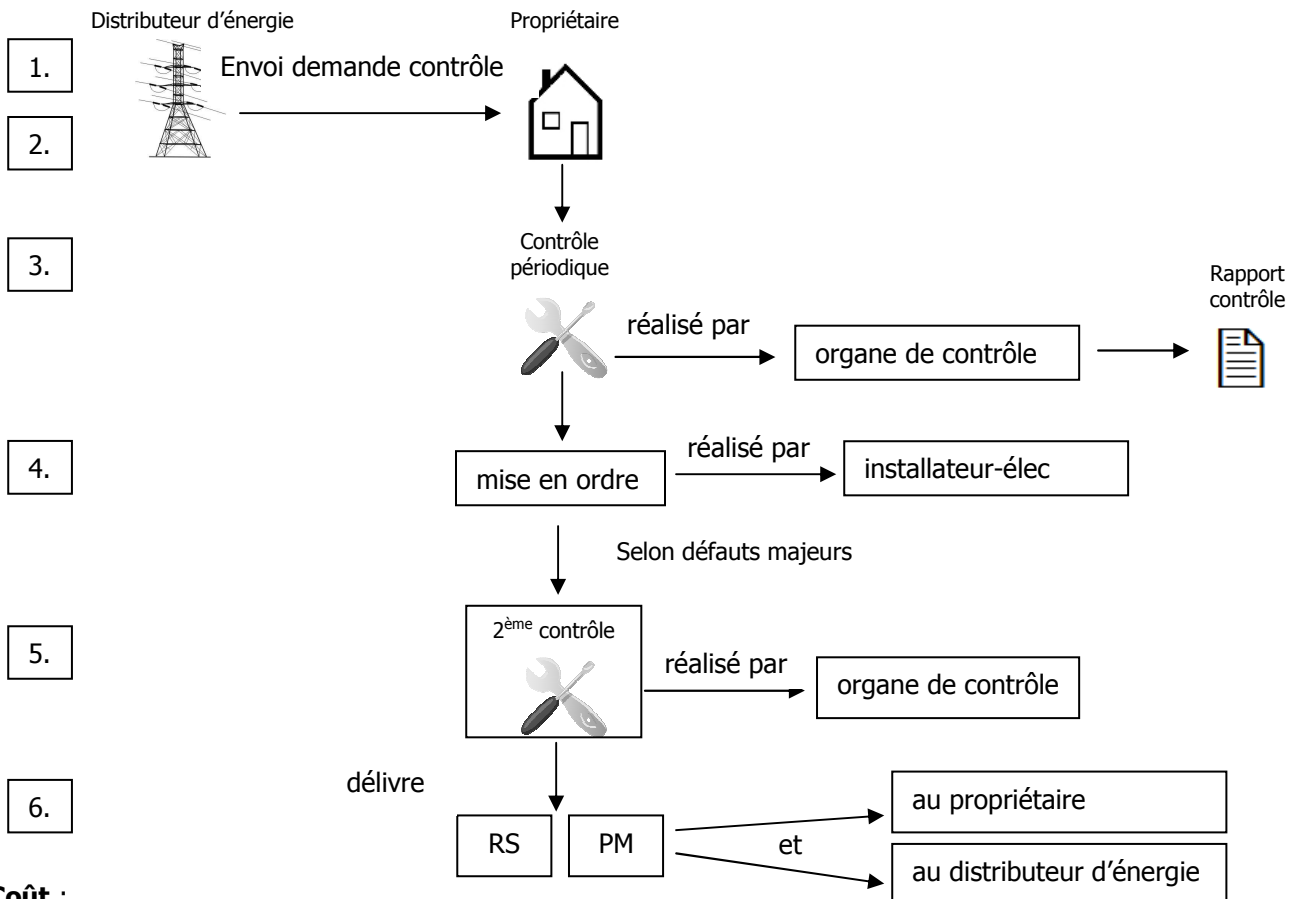 Distributeur d'énergie
Propriétaire
1.
Envoi demande contrôle
2.
3.
Contrôle
périodique
Rapport
contrôle
réalisé par
organe de contrôle
4.
mise en ordre
réalisé par
installateur-élec
Selon défauts majeurs
5.
2ème contrôle
réalisé par
organe de contrôle
6.
délivre
RS
PM
et
au propriétaire
au distributeur d'énergie
Coût :